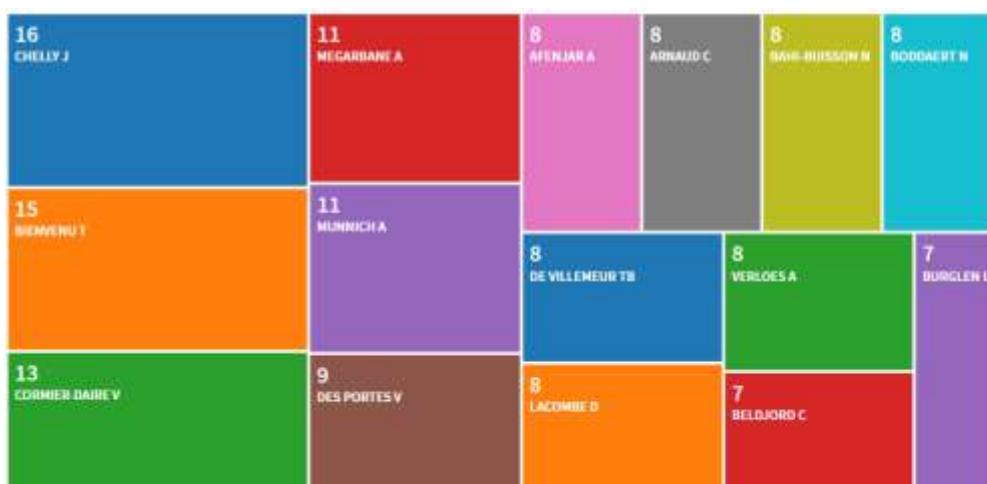 16
CHELLY J
15
BIENVENU T
13
CORMIER-DAIRE V
11
MEGARBANE A
11
MUNNICH A
9
DES PORTES V
8
AFENJAR A
8
ARNAUD C
8
BAHI-BUISSON N
8
BODDAERT N
8
DE VILLEMEUR TB
8
LACOMBE D
8
VERLOES A
7
BELDJORD C
7
BURGLEN L